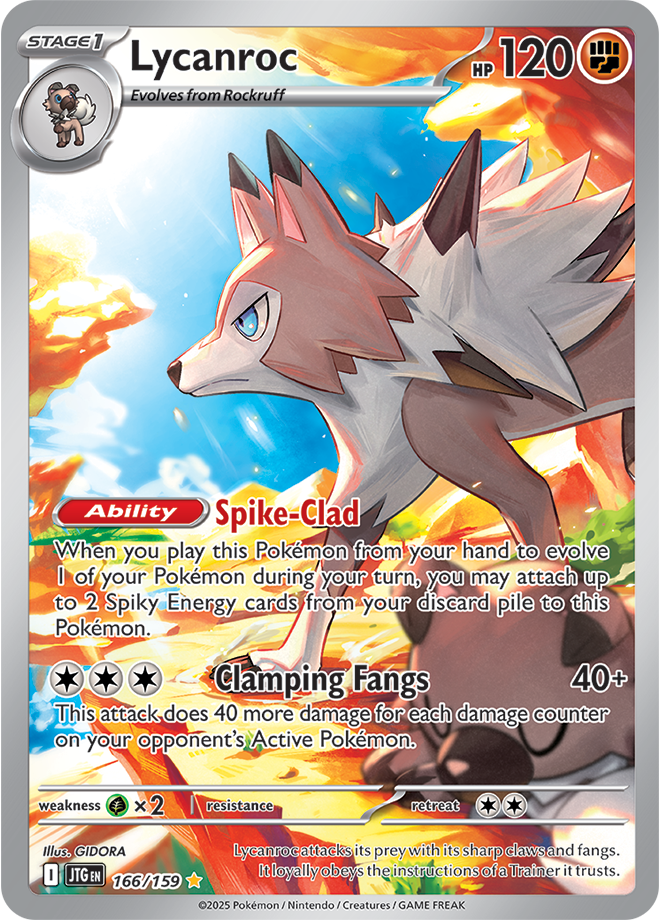 STAGE 1
Lycanroc
HP 120
Evolves from Rockruff
Ability Spike-Clad
When you play this Pokémon from your hand to evolve
1 of your Pokémon during your turn, you may attach up
to 2 Spiky Energy cards from your discard pile to this
Pokémon.
Clamping Fangs 40+
This attack does 40 more damage for each damage counter
on your opponent's Active Pokémon.
weakness ×2 resistance retreat
Illus. GIDORA
Lycanroc attacks its prey with its sharp claws and fangs.
It loyally obeys the instructions of a Trainer it trusts.
I JTG EN 166/159
©2025 Pokémon / Nintendo / Creatures / GAME FREAK